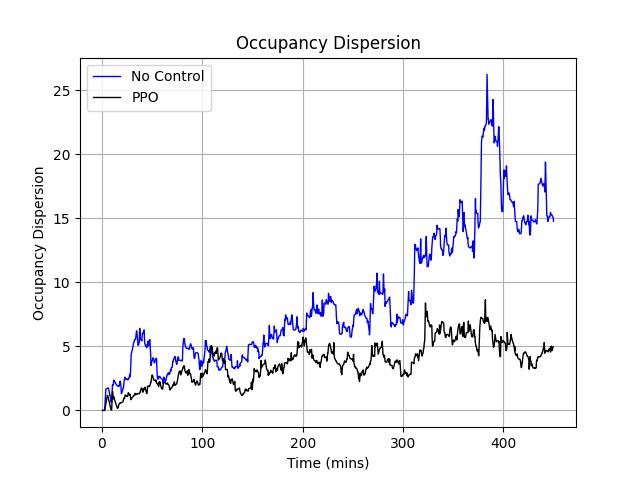 Occupancy Dispersion
No Control
PPO
25
20
15
10
5
0
Occupancy Dispersion
0 100 200 300 400
Time (mins)